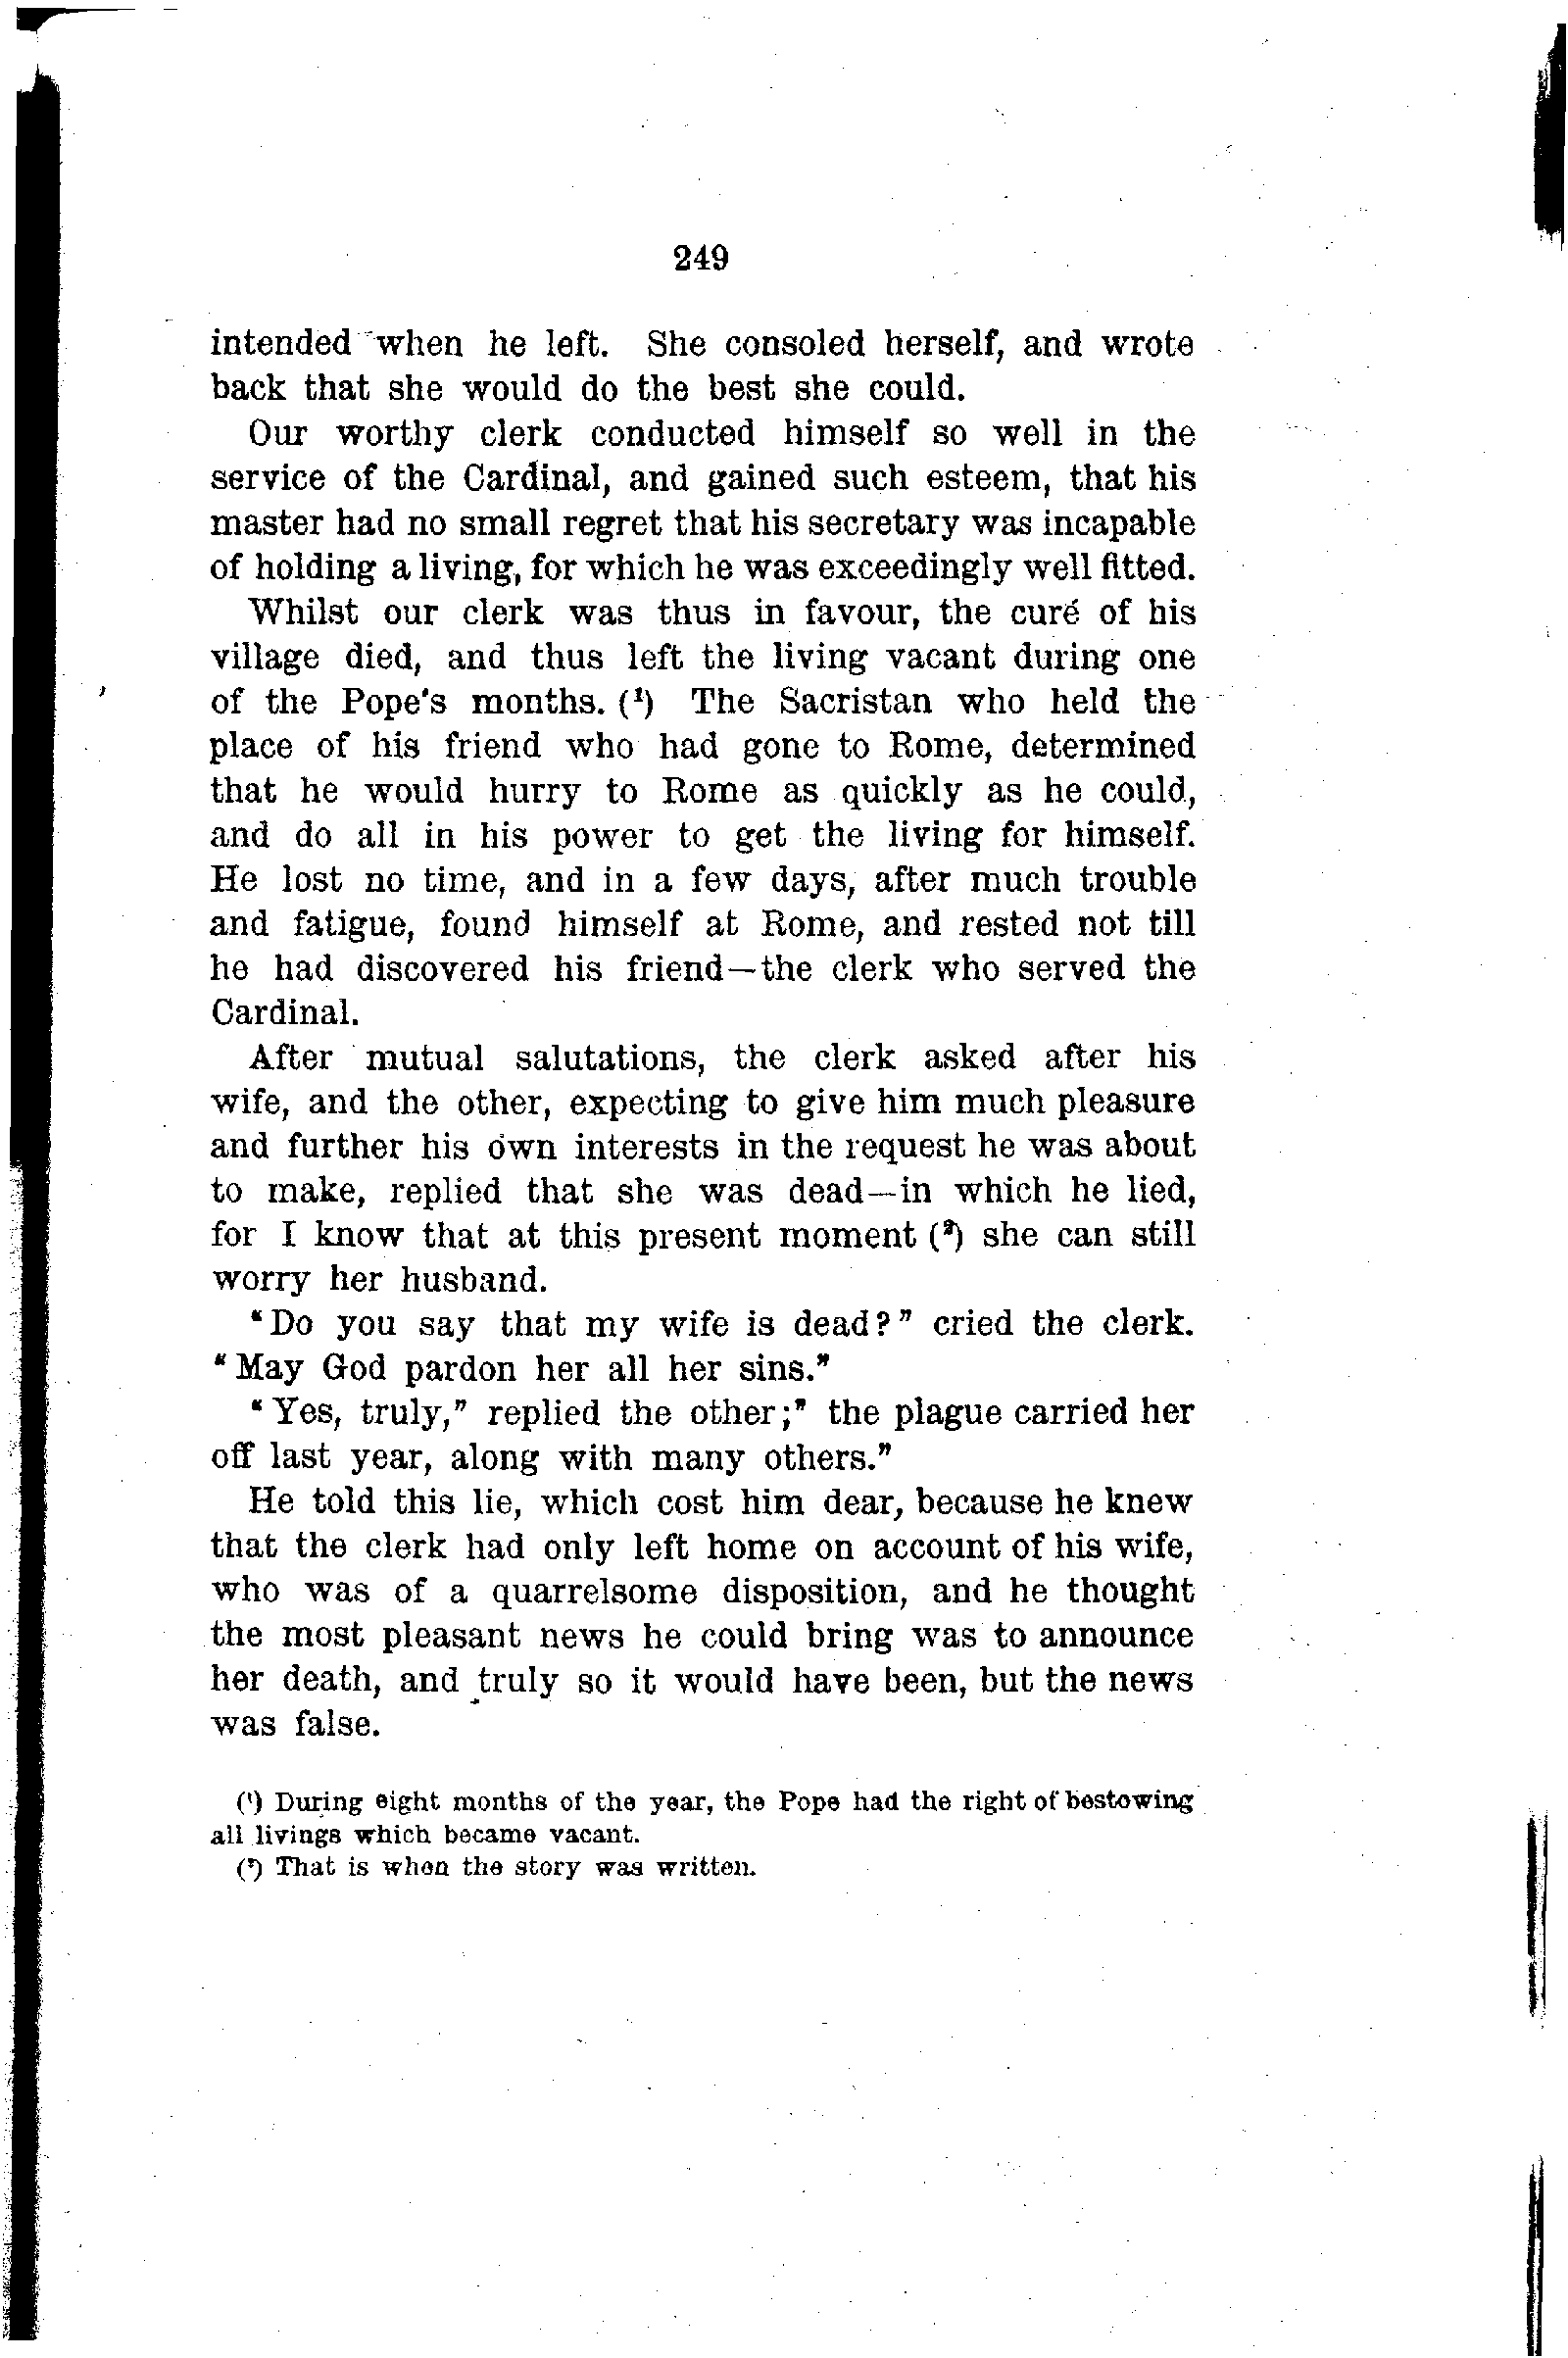 249
intended when he left. She consoled herself, and wrote
back that she would do the best she could.
Our worthy clerk conducted himself so well in the
service of the Cardinal, and gained such esteem, that his
master had no small regret that his secretary was incapable
of holding a living, for which he was exceedingly well fitted.
Whilst our clerk was thus in favour, the curé of his
village died, and thus left the living vacant during one
of the Pope's months. (¹) The Sacristan who held the
place of his friend who had gone to Rome, determined
that he would hurry to Rome as quickly as he could,
and do all in his power to get the living for himself.
He lost no time, and in a few days, after much trouble
and fatigue, found himself at Rome, and rested not till
he had discovered his friend—the clerk who served the
Cardinal.
After mutual salutations, the clerk asked after his
wife, and the other, expecting to give him much pleasure
and further his own interests in the request he was about
to make, replied that she was dead—in which he lied,
for I know that at this present moment (²) she can still
worry her husband.
“Do you say that my wife is dead?” cried the clerk.
“May God pardon her all her sins.”
“Yes, truly,” replied the other;” the plague carried her
off last year, along with many others.”
He told this lie, which cost him dear, because he knew
that the clerk had only left home on account of his wife,
who was of a quarrelsome disposition, and he thought
the most pleasant news he could bring was to announce
her death, and truly so it would have been, but the news
was false.
(¹) During eight months of the year, the Pope had the right of bestowing
all livings which became vacant.
(²) That is when the story was written.